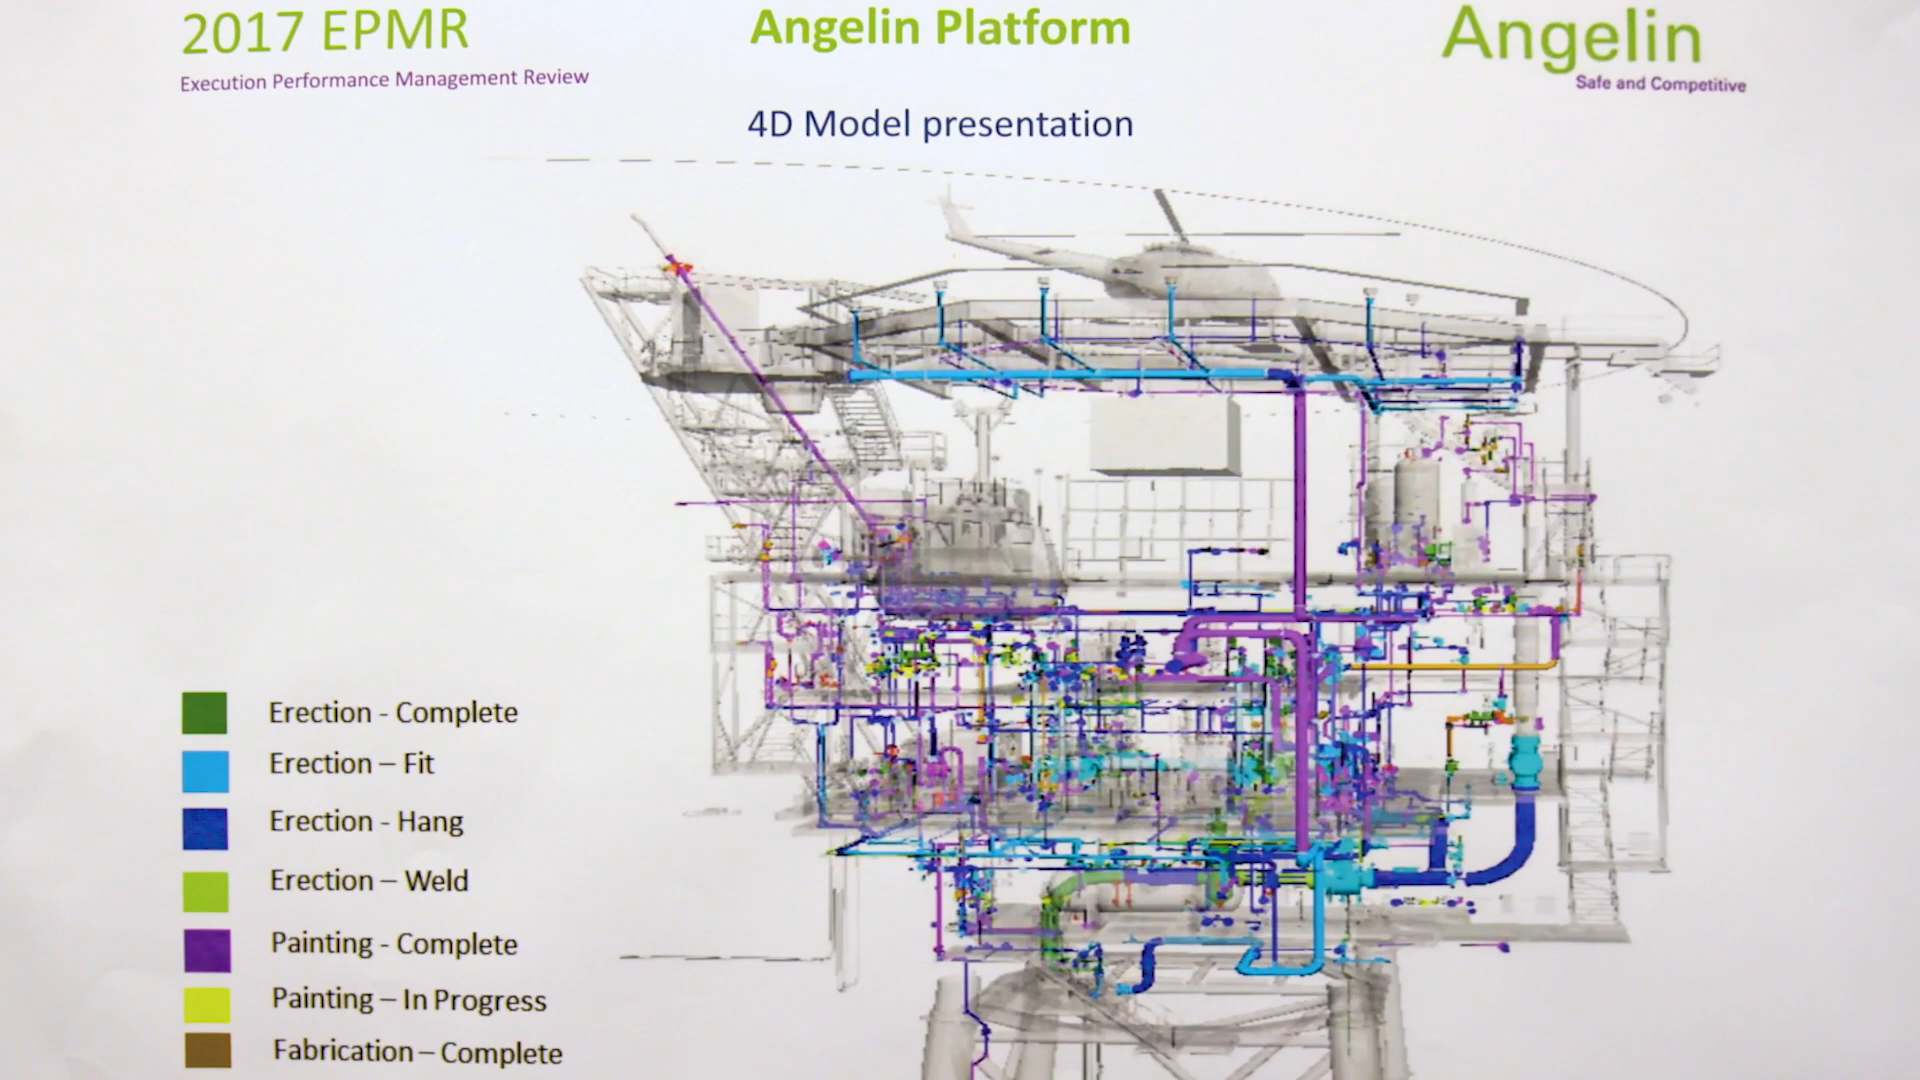 2017 EPMR
Execution Performance Management Review
Angelin Platform
4D Model presentation
Angelin
Safe and Competitive
Erection - Complete
Erection – Fit
Erection - Hang
Erection – Weld
Painting - Complete
Painting – In Progress
Fabrication – Complete